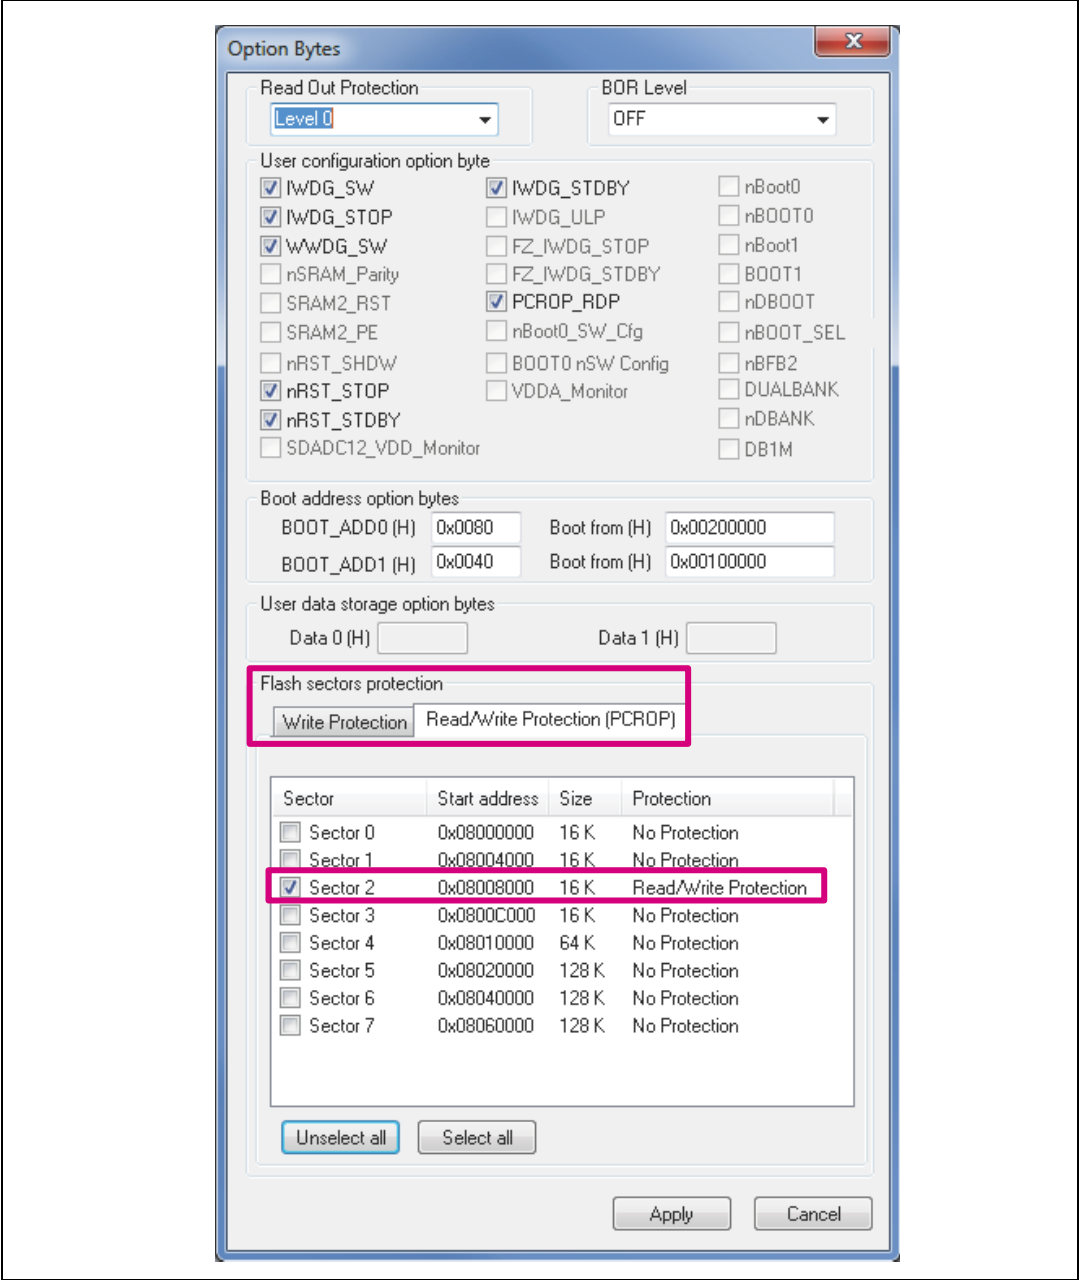 Option Bytes
Read Out Protection BOR Level
Level 0 OFF
User configuration option byte
IWDG_SW IWDG_STDBY nBoot0
IWDG_STOP IWDG_ULP nBOOT0
WWDG_SW FZ_IWDG_STOP nBoot1
nSRAM_Parity FZ_IWDG_STDBY BOOT1
SRAM2_RST PCROP_RDP nDBOOT
SRAM2_PE nBoot0_SW_Cfg nBOOT_SEL
nRST_SHDW BOOT0 nSW Config nBFB2
nRST_STOP VDDA_Monitor DUALBANK
nRST_STDBY nDBANK
SDADC12_VDD_Monitor DB1M
Boot address option bytes
BOOT_ADD0 (H) 0x0080 Boot from (H) 0x00200000
BOOT_ADD1 (H) 0x0040 Boot from (H) 0x00100000
User data storage option bytes
Data 0 (H) Data 1 (H)
Flash sectors protection
Write Protection Read/Write Protection (PCROP)
Sector Start address Size Protection
Sector 0 0x08000000 16 K No Protection
Sector 1 0x08004000 16 K No Protection
Sector 2 0x08008000 16 K Read/Write Protection
Sector 3 0x0800C000 16 K No Protection
Sector 4 0x08010000 64 K No Protection
Sector 5 0x08020000 128 K No Protection
Sector 6 0x08040000 128 K No Protection
Sector 7 0x08060000 128 K No Protection
Unselect all Select all
Apply Cancel